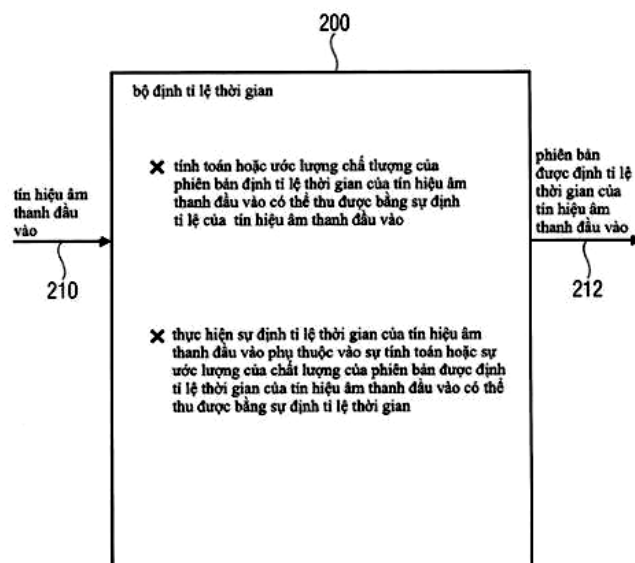 200
bộ định tỉ lệ thời gian
tính toán hoặc ước lượng chấ tlượng của
phiên bản định tỉ lệ thời gian của tín hiệu âm
thanh đầu vào có thể thu được bằng sự định
tỉ lệ của tín hiệu âm thanh đầu vào
tín hiệu âm
thanh đầu
vào
210
phiên bản
được định tỉ lệ
thời gian của
tín hiệu âm
thanh đầu vào
212
thực hiện sự định tỉ lệ thời gian của tín hiệu âm
thanh đầu vào phụ thuộc vào sự tính toán hoặc sự
ước lượng của chất lượng của phiên bản được định
tỉ lệ thời gian của tín hiệu âm thanh đầu vào có thể
thu được bằng sự định tỉ lệ thời gian